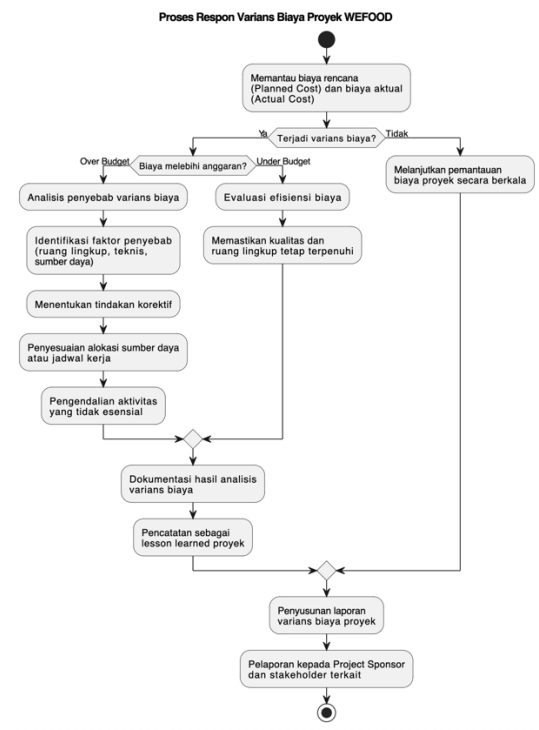 Proses Respon Varians Biaya Proyek WEFOOD
Memantau biaya rencana
(Planned Cost) dan biaya aktual
(Actual Cost)
Ya
Terjadi varians biaya?
Tidak
Over Budget
Biaya melebihi anggaran?
Under Budget
Melanjutkan pemantauan
biaya proyek secara berkala
Analisis penyebab varians biaya
Evaluasi efisiensi biaya
Identifikasi faktor penyebab
(ruang lingkup, teknis,
sumber daya)
Memastikan kualitas dan
ruang lingkup tetap terpenuhi
Menentukan tindakan korektif
Penyesuaian alokasi sumber daya
atau jadwal kerja
Pengendalian aktivitas
yang tidak esensial
Dokumentasi hasil analisis
varians biaya
Pencatatan sebagai
lesson learned proyek
Penyusunan laporan
varians biaya proyek
Pelaporan kepada Project Sponsor
dan stakeholder terkait